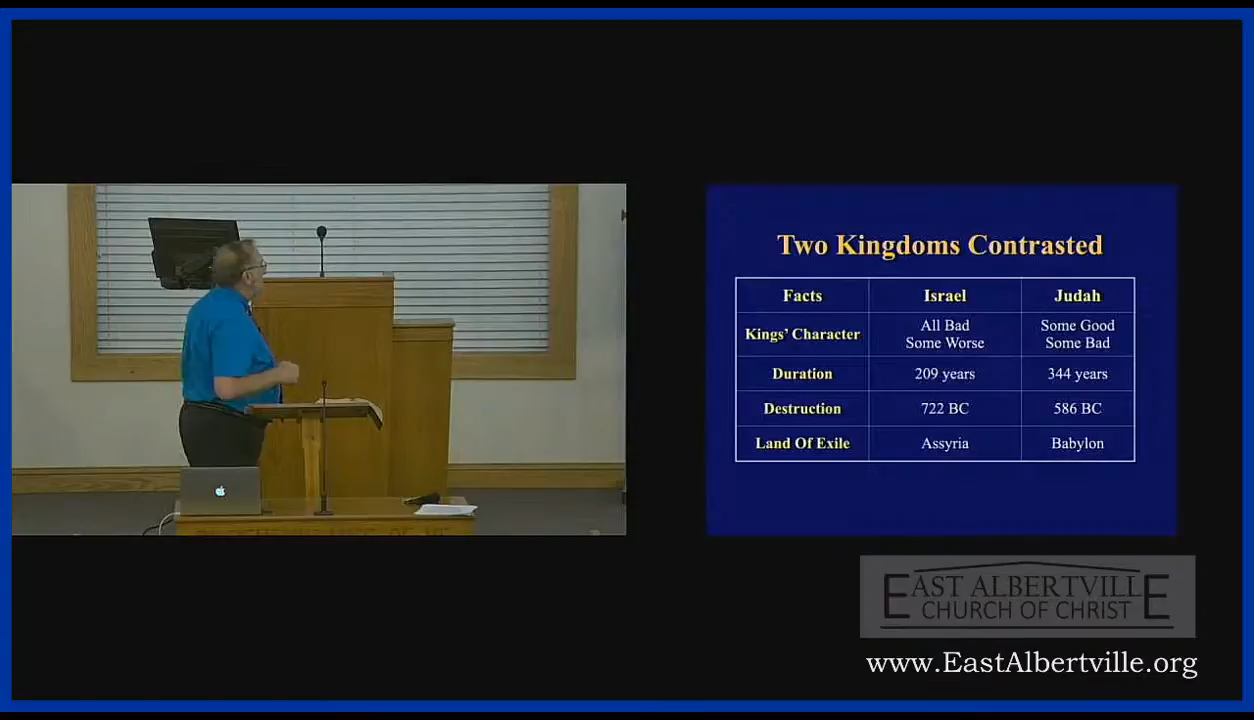 Two Kingdoms Contrasted
Facts Israel Judah
Kings' Character All Bad Some Worse Some Good Some Bad
Duration 209 years 344 years
Destruction 722 BC 586 BC
Land Of Exile Assyria Babylon
EAST ALBERTVILLE
CHURCH OF CHRIST
www.EastAlbertville.org